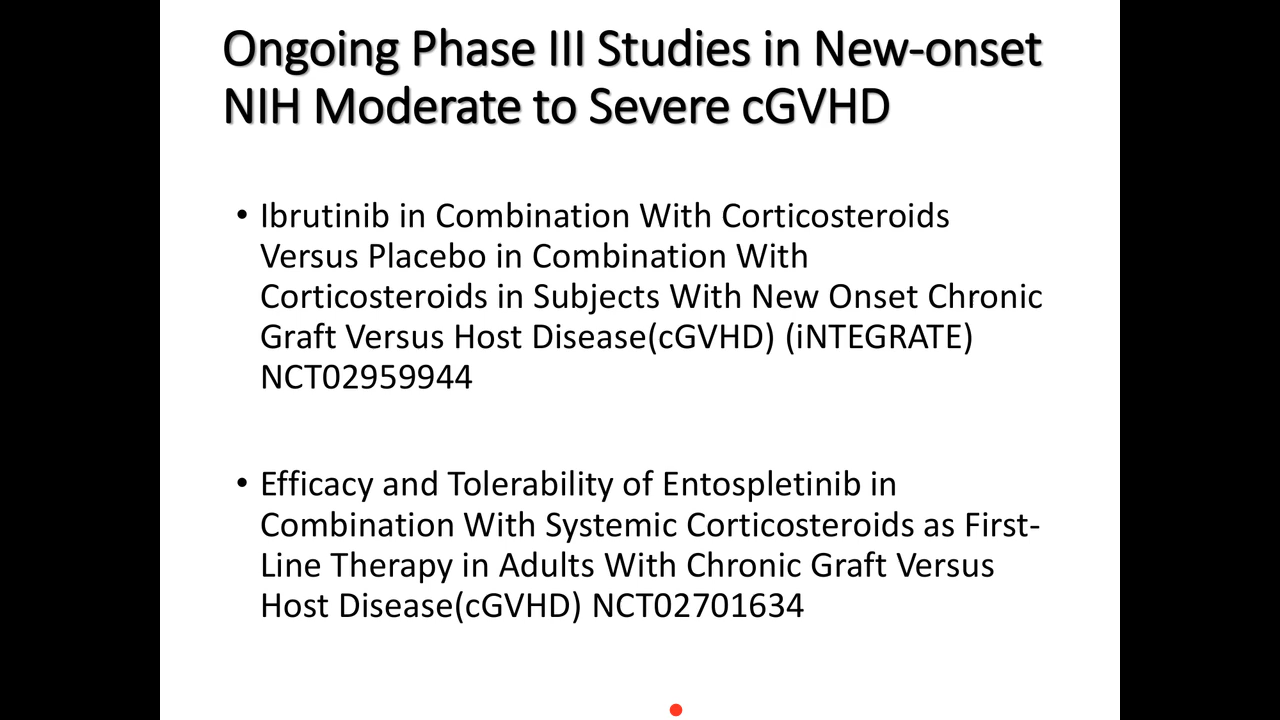 Ongoing Phase III Studies in New-onset
NIH Moderate to Severe cGVHD
• Ibrutinib in Combination With Corticosteroids
Versus Placebo in Combination With
Corticosteroids in Subjects With New Onset Chronic
Graft Versus Host Disease(cGVHD) (iNTEGRATE)
NCT02959944
• Efficacy and Tolerability of Entospletinib in
Combination With Systemic Corticosteroids as First-
Line Therapy in Adults With Chronic Graft Versus
Host Disease(cGVHD) NCT02701634